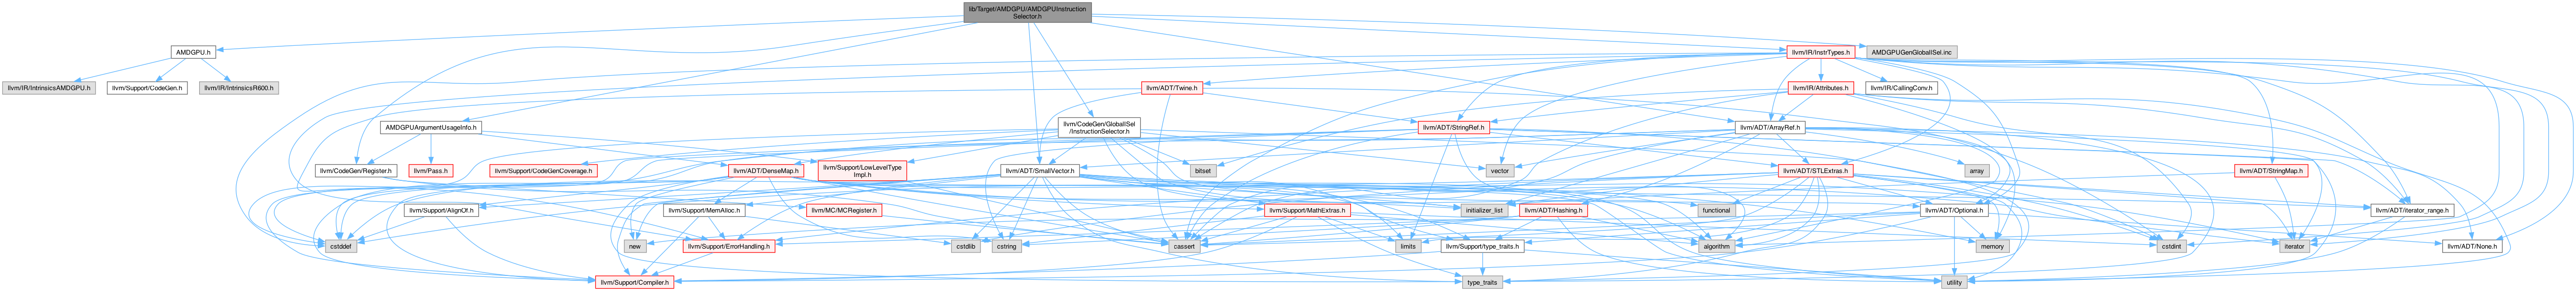 lib/Target/AMDGPU/AMDGPUInstruction
Selector.h
AMDGPU.h
AMDGPUGenGlobalISel.inc
llvm/IR/InstrTypes.h
llvm/IR/IntrinsicsAMDGPU.h
llvm/Support/CodeGen.h
llvm/IR/IntrinsicsR600.h
llvm/ADT/Twine.h
llvm/IR/Attributes.h
llvm/IR/CallingConv.h
AMDGPUArgumentUsageInfo.h
llvm/CodeGen/GlobalISel
/InstructionSelector.h
llvm/ADT/StringRef.h
llvm/ADT/ArrayRef.h
llvm/CodeGen/Register.h
llvm/Pass.h
llvm/Support/CodeGenCoverage.h
llvm/ADT/DenseMap.h
llvm/Support/LowLevelType
Impl.h
llvm/ADT/SmallVector.h
bitset
vector
llvm/ADT/STLExtras.h
array
llvm/ADT/StringMap.h
llvm/Support/AlignOf.h
llvm/Support/MemAlloc.h
llvm/MC/MCRegister.h
llvm/Support/MathExtras.h
initializer_list
llvm/ADT/Hashing.h
functional
llvm/ADT/Optional.h
llvm/ADT/iterator_range.h
cstddef
new
llvm/Support/ErrorHandling.h
cstdlib
cstring
cassert
limits
llvm/Support/type_traits.h
algorithm
memory
cstdint
iterator
llvm/ADT/None.h
llvm/Support/Compiler.h
type_traits
utility